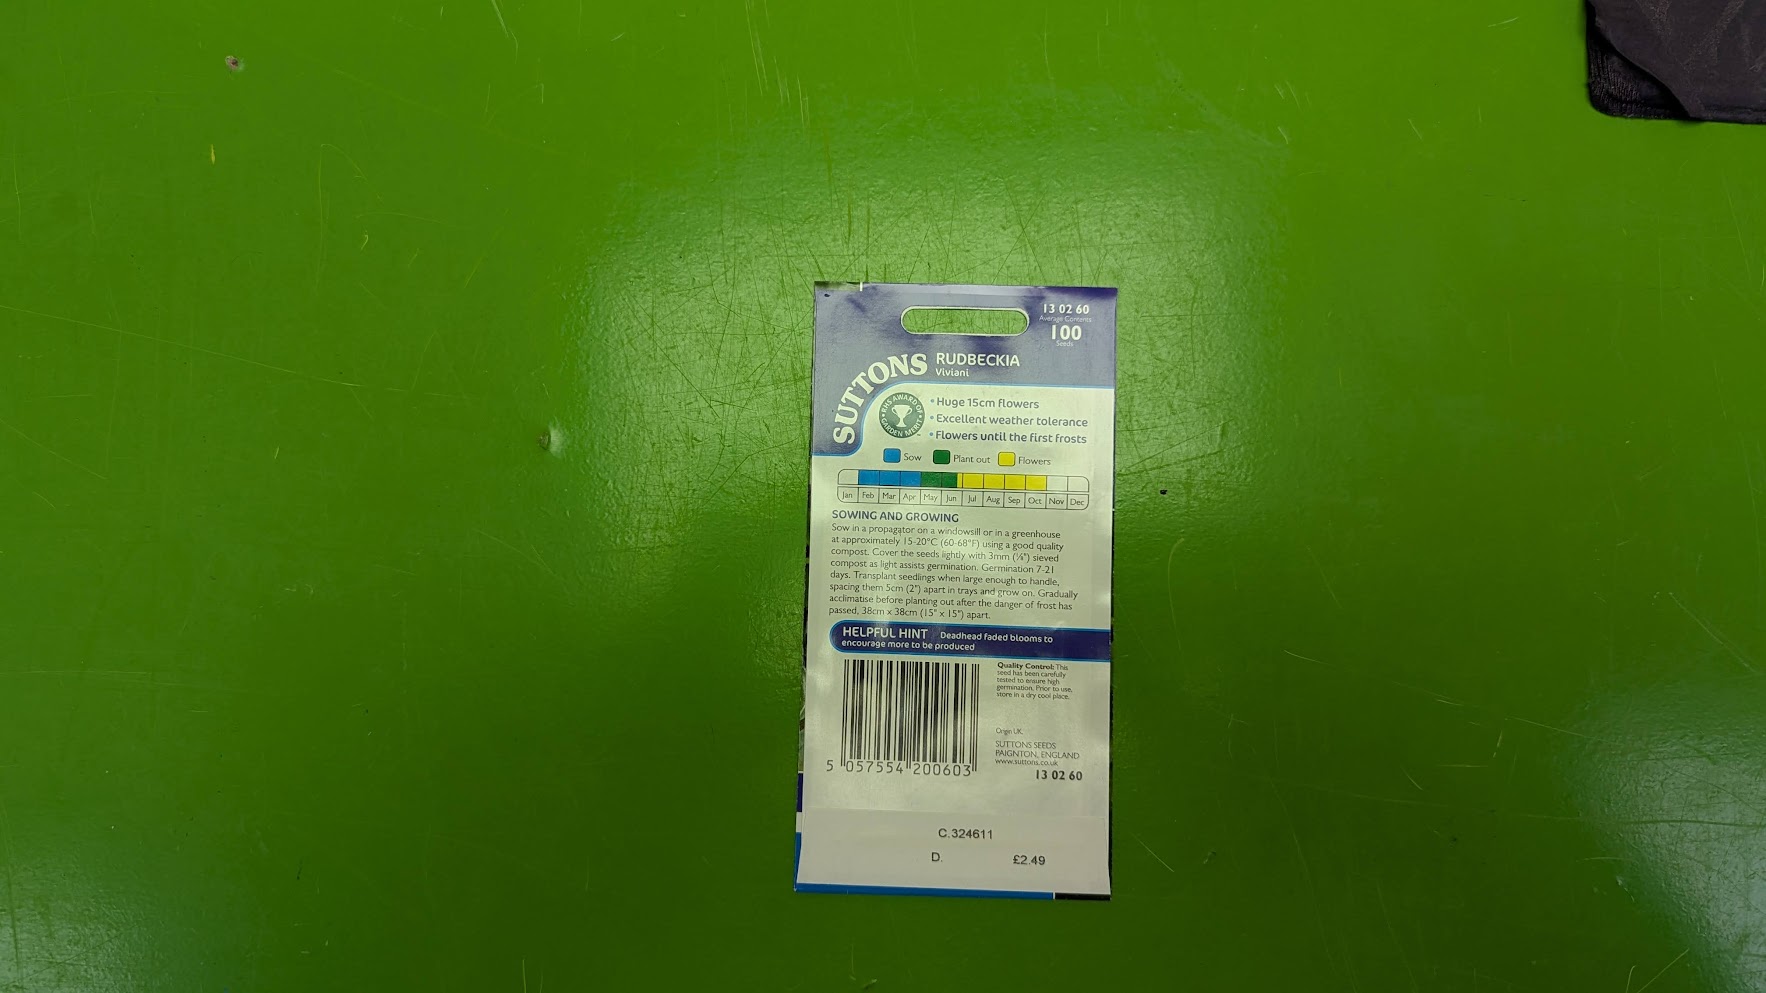 13 02 60
Average Contents
100
Seeds
SUTTONS
RUDBECKIA
Viviani
RHS AWARD OF
GARDEN MERIT
• Huge 15cm flowers
• Excellent weather tolerance
• Flowers until the first frosts
Sow Plant out Flowers
Jan Feb Mar Apr May Jun Jul Aug Sep Oct Nov Dec
SOWING AND GROWING
Sow in a propagator on a windowsill or in a greenhouse
at approximately 15-20°C (60-68°F) using a good quality
compost. Cover the seeds lightly with 3mm (⅛") sieved
compost as light assists germination. Germination 7-21
days. Transplant seedlings when large enough to handle,
spacing them 5cm (2") apart in trays and grow on. Gradually
acclimatise before planting out after the danger of frost has
passed, 38cm x 38cm (15" x 15") apart.
HELPFUL HINT Deadhead faded blooms to
encourage more to be produced
Quality Control: This
seed has been carefully
tested to ensure high
germination. Prior to use,
store in a dry cool place.
Origin UK.
SUTTONS SEEDS
PAIGNTON, ENGLAND
www.suttons.co.uk
13 02 60
5 057554 200603
C.324611
D. £2.49